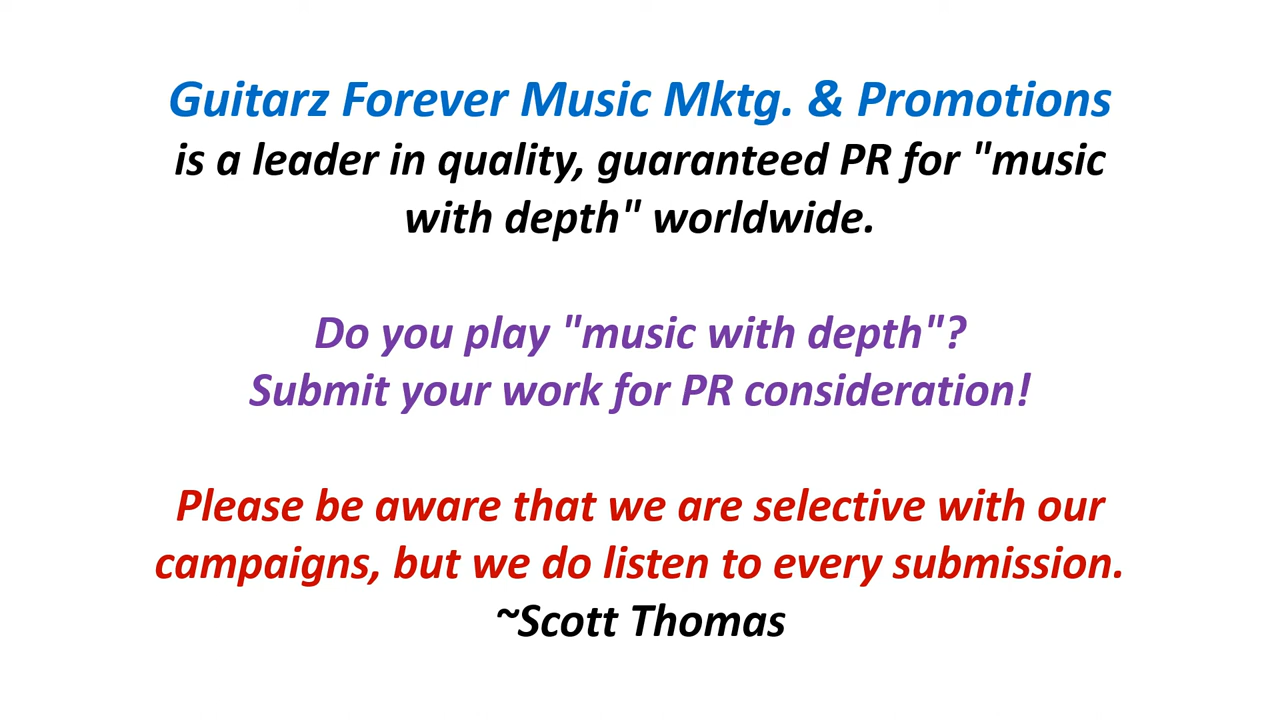 Guitarz Forever Music Mktg. & Promotions
is a leader in quality, guaranteed PR for "music
with depth" worldwide.
Do you play "music with depth"?
Submit your work for PR consideration!
Please be aware that we are selective with our
campaigns, but we do listen to every submission.
~Scott Thomas